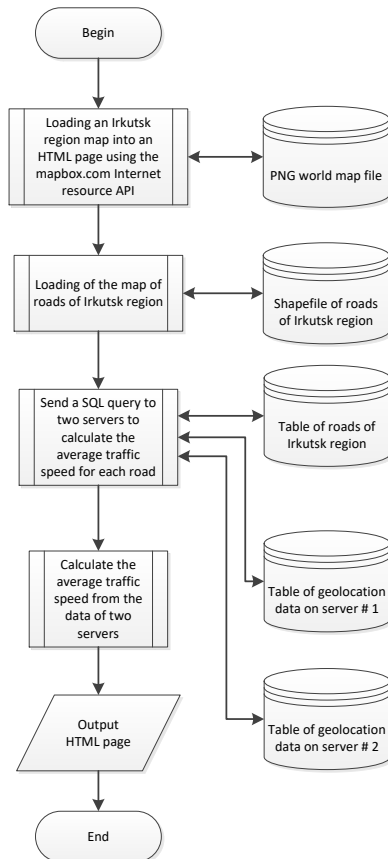 Begin
Loading an Irkutsk
region map into an
HTML page using the
mapbox.com Internet
resource API
PNG world map file
Loading of the map of
roads of Irkutsk region
Shapefile of roads
of Irkutsk region
Send a SQL query to
two servers to
calculate the
average traffic
speed for each road
Table of roads of
Irkutsk region
Calculate the
average traffic
speed from the
data of two
servers
Table of geolocation
data on server # 1
Output
HTML page
Table of geolocation
data on server # 2
End